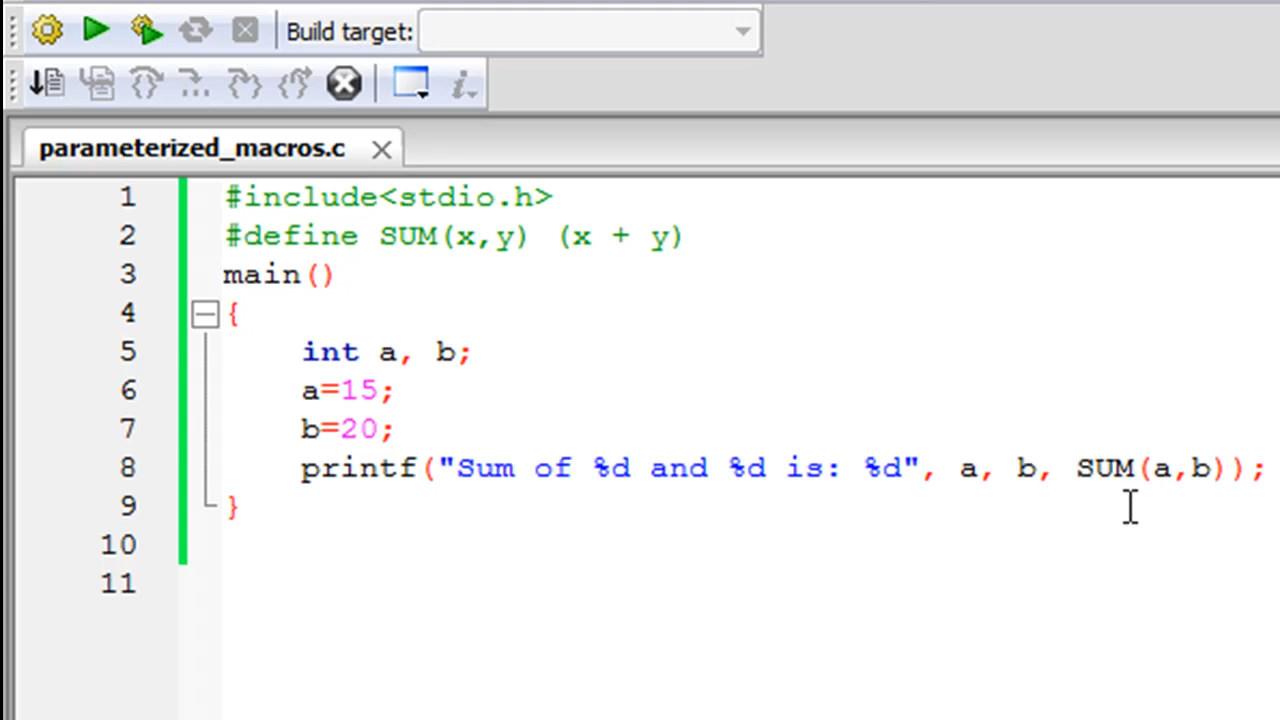 Build target:
parameterized_macros.c
1 #include<stdio.h>
2 #define SUM(x,y) (x + y)
3 main()
4 {
5 int a, b;
6 a=15;
7 b=20;
8 printf("Sum of %d and %d is: %d", a, b, SUM(a,b));
9 }
10
11